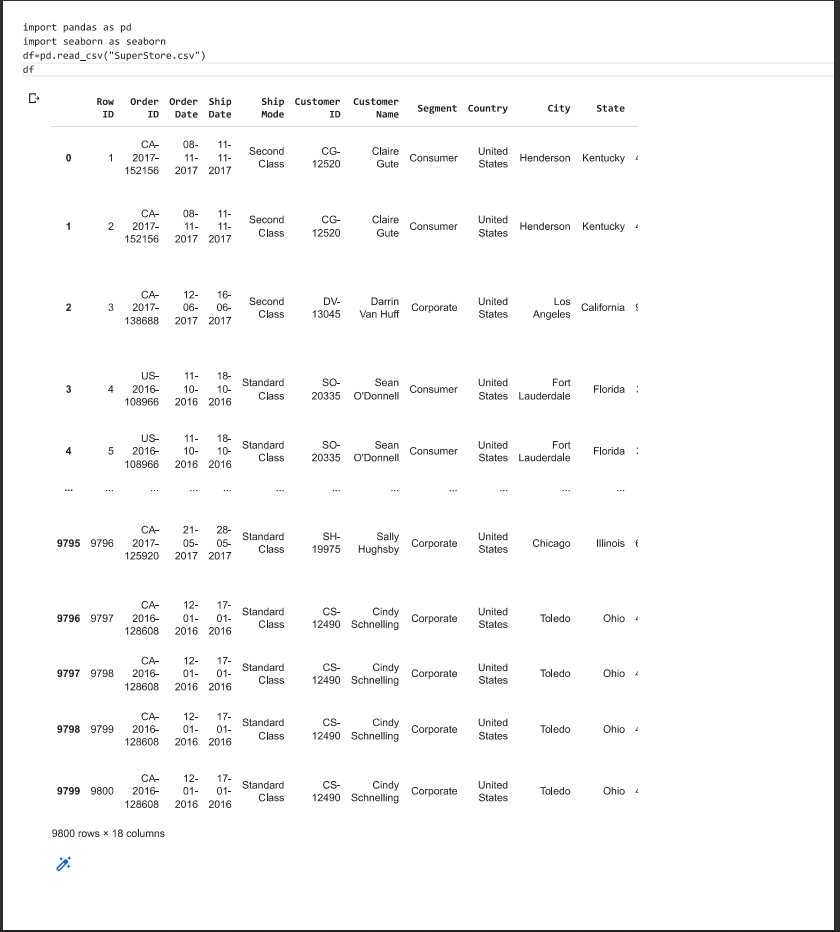 import pandas as pd
import seaborn as seaborn
df=pd.read_csv("SuperStore.csv")
df
Row ID Order ID Order Date Ship Date Ship Mode Customer ID Customer Name Segment Country City State
0 1 CA-2017-152156 08-11-2017 11-11-2017 Second Class CG-12520 Claire Gute Consumer United States Henderson Kentucky
1 2 CA-2017-152156 08-11-2017 11-11-2017 Second Class CG-12520 Claire Gute Consumer United States Henderson Kentucky
2 3 CA-2017-138688 12-06-2017 16-06-2017 Second Class DV-13045 Darrin Van Huff Corporate United States Los Angeles California
3 4 US-2016-108966 11-10-2016 18-10-2016 Standard Class SO-20335 Sean O'Donnell Consumer United States Fort Lauderdale Florida
4 5 US-2016-108966 11-10-2016 18-10-2016 Standard Class SO-20335 Sean O'Donnell Consumer United States Fort Lauderdale Florida
... ... ... ... ... ... ... ... ... ... ... ...
9795 9796 CA-2017-125920 21-05-2017 28-05-2017 Standard Class SH-19975 Sally Hughsby Corporate United States Chicago Illinois
9796 9797 CA-2016-128608 12-01-2016 17-01-2016 Standard Class CS-12490 Cindy Schnelling Corporate United States Toledo Ohio
9797 9798 CA-2016-128608 12-01-2016 17-01-2016 Standard Class CS-12490 Cindy Schnelling Corporate United States Toledo Ohio
9798 9799 CA-2016-128608 12-01-2016 17-01-2016 Standard Class CS-12490 Cindy Schnelling Corporate United States Toledo Ohio
9799 9800 CA-2016-128608 12-01-2016 17-01-2016 Standard Class CS-12490 Cindy Schnelling Corporate United States Toledo Ohio
9800 rows × 18 columns